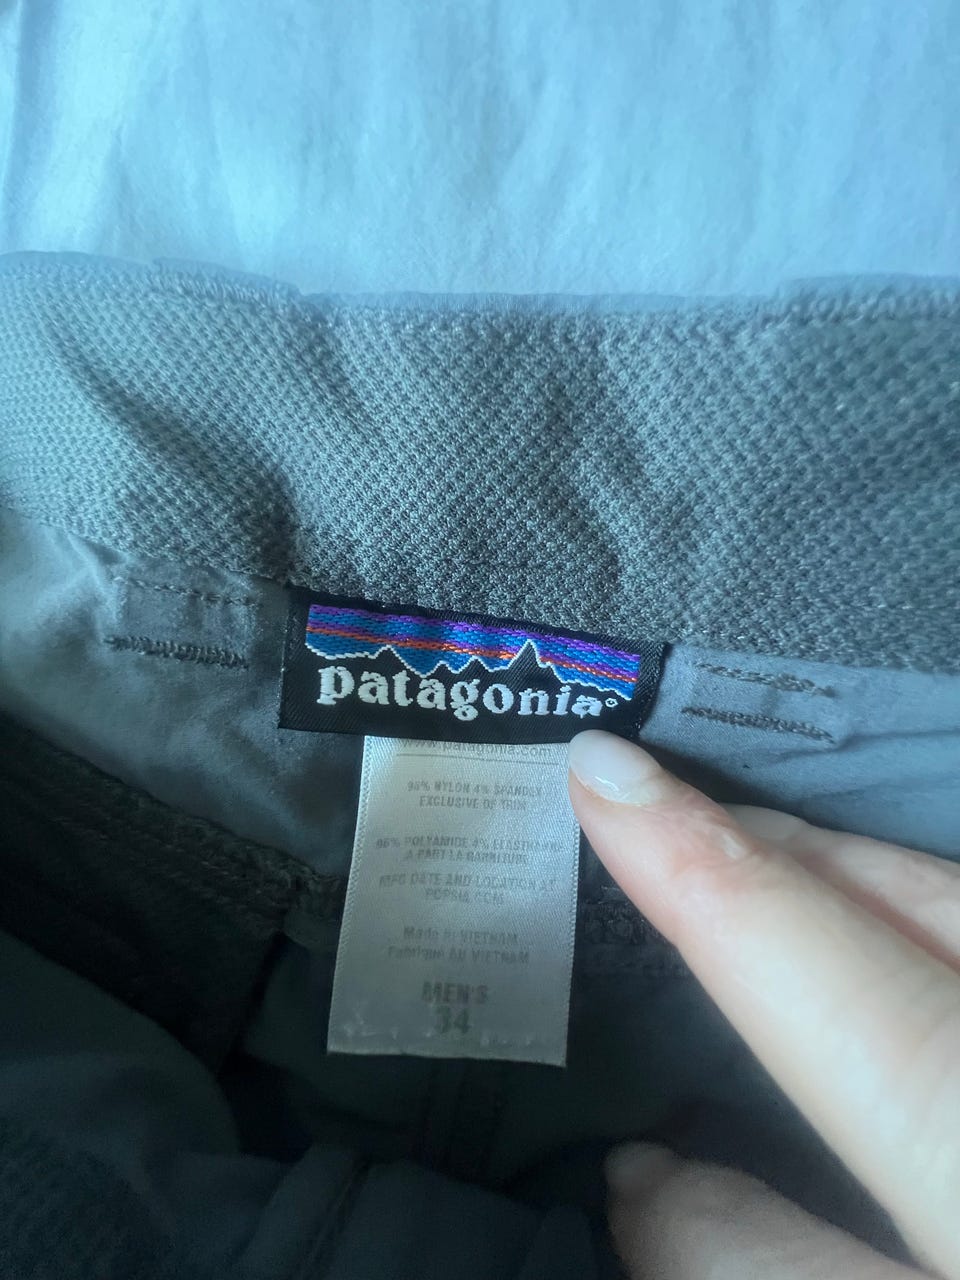 patagonia®
www.patagonia.com
96% NYLON 4% SPANDEX
EXCLUSIVE OF TRIM
96% POLYAMIDE 4% ELASTHANNE
A PART LA GARNITURE
MFG DATE AND LOCATION AT
Made in VIETNAM
Fabriqué AU VIETNAM
MEN'S
34